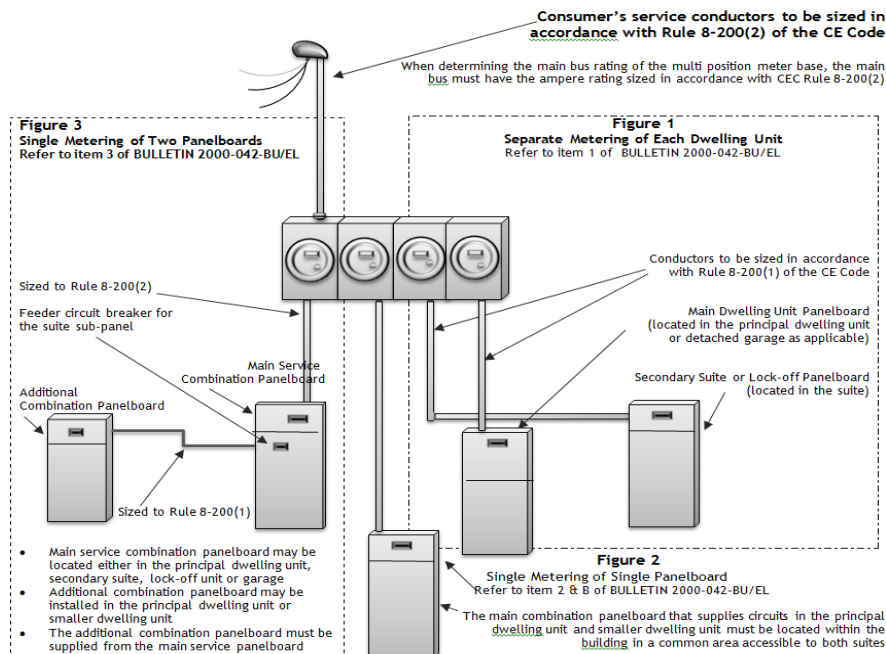 Consumer's service conductors to be sized in
accordance with Rule 8-200(2) of the CE Code
When determining the main bus rating of the multi position meter base, the main
bus must have the ampere rating sized in accordance with CEC Rule 8-200(2)
Figure 3
Single Metering of Two Panelboards
Refer to item 3 of BULLETIN 2000-042-BU/EL
Figure 1
Separate Metering of Each Dwelling Unit
Refer to item 1 of BULLETIN 2000-042-BU/EL
Sized to Rule 8-200(2)
Feeder circuit breaker for
the suite sub-panel
Main Service
Combination Panelboard
Additional
Combination Panelboard
Sized to Rule 8-200(1)
Conductors to be sized in accordance
with Rule 8-200(1) of the CE Code
Main Dwelling Unit Panelboard
(located in the principal dwelling unit
or detached garage as applicable)
Secondary Suite or Lock-off Panelboard
(located in the suite)
• Main service combination panelboard may be
located either in the principal dwelling unit,
secondary suite, lock-off unit or garage
• Additional combination panelboard may be
installed in the principal dwelling unit or
smaller dwelling unit
• The additional combination panelboard must be
supplied from the main service panelboard
Figure 2
Single Metering of Single Panelboard
Refer to item 2 & B of BULLETIN 2000-042-BU/EL
The main combination panelboard that supplies circuits in the principal
dwelling unit and smaller dwelling unit must be located within the
building in a common area accessible to both suites